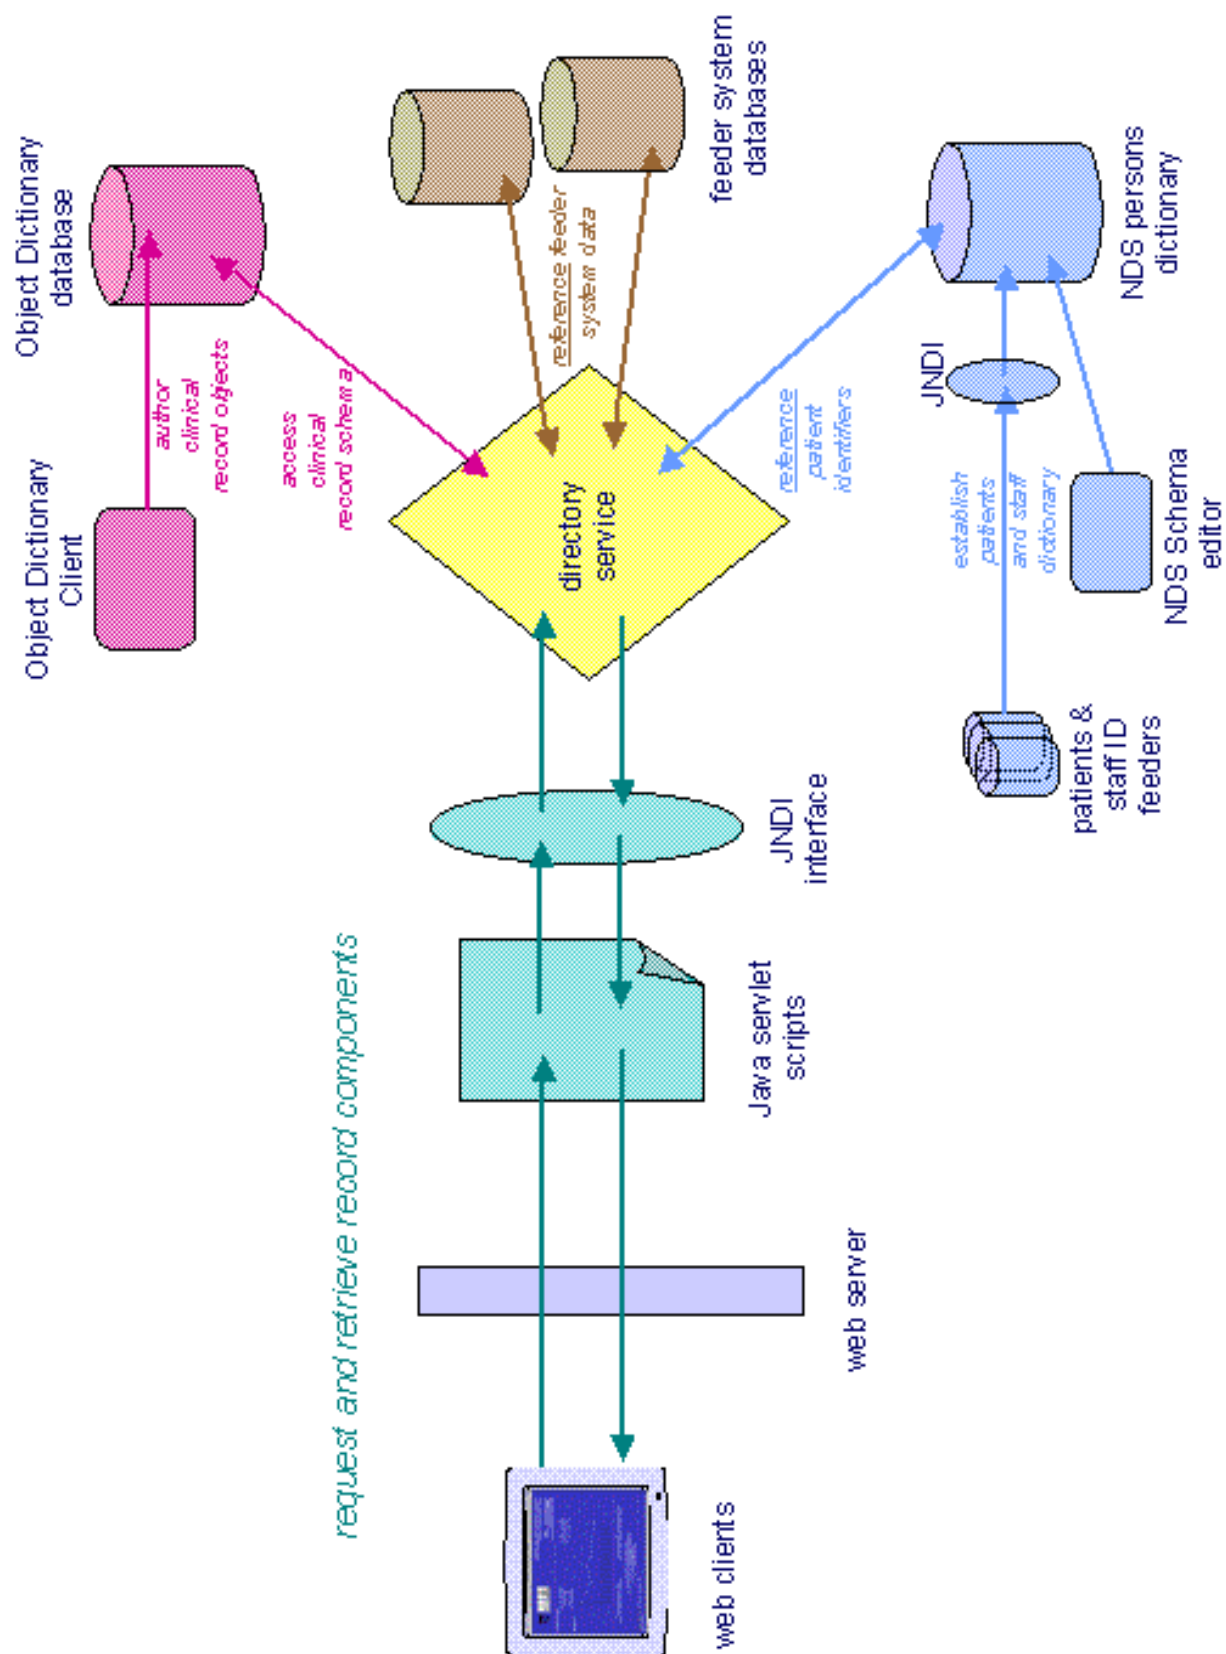 Object Dictionary
Client
Object Dictionary
database
author
clinical
record objects
access
clinical
record schema
request and retrieve record components
directory
service
reference feeder
system data
feeder system
databases
web clients
web server
Java servlet
scripts
JNDI
interface
reference
patient
identifiers
JNDI
establish
patients
and staff
dictionary
NDS persons
dictionary
patients &
staff ID
feeders
NDS Schema
editor